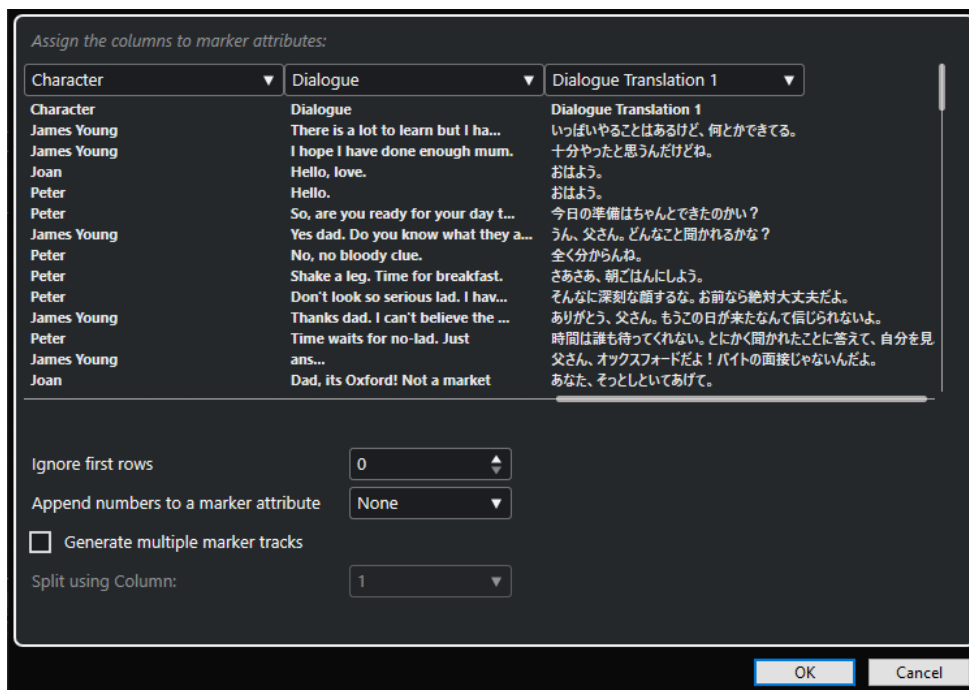 Assign the columns to marker attributes:
Character Dialogue Dialogue Translation 1
Character Dialogue Dialogue Translation 1
James Young There is a lot to learn but I ha... いっぱいやることはあるけど、何とかできてる。
James Young I hope I have done enough mum. 十分やったと思うんだけどね。
Joan Hello, love. おはよう。
Peter Hello. おはよう。
Peter So, are you ready for your day t... 今日の準備はちゃんとできたのかい？
James Young Yes dad. Do you know what they a... うん、父さん。どんなこと聞かれるかな？
Peter No, no bloody clue. 全く分からんね。
Peter Shake a leg. Time for breakfast. さあさあ、朝ごはんにしよう。
Peter Don't look so serious lad. I hav... そんなに深刻な顔するな。お前なら絶対大丈夫だよ。
James Young Thanks dad. I can't believe the ... ありがとう、父さん。もうこの日が来たなんて信じられないよ。
Peter Time waits for no-lad. Just 時間は誰も待ってくれない。とにかく聞かれたことに答えて、自分を見
James Young ans... 父さん、オックスフォードだよ！バイトの面接じゃないんだよ。
Joan Dad, its Oxford! Not a market あなた、そっとしといてあげて。
Ignore first rows 0
Append numbers to a marker attribute None
Generate multiple marker tracks
Split using Column: 1
OK Cancel